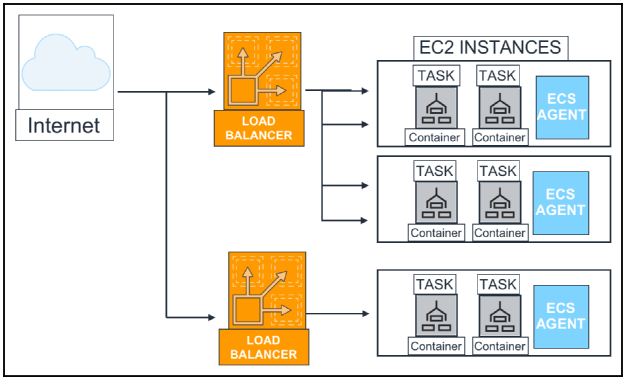 Internet
LOAD
BALANCER
EC2 INSTANCES
TASK TASK
Container Container
ECS
AGENT
TASK TASK
Container Container
ECS
AGENT
LOAD
BALANCER
TASK TASK
Container Container
ECS
AGENT